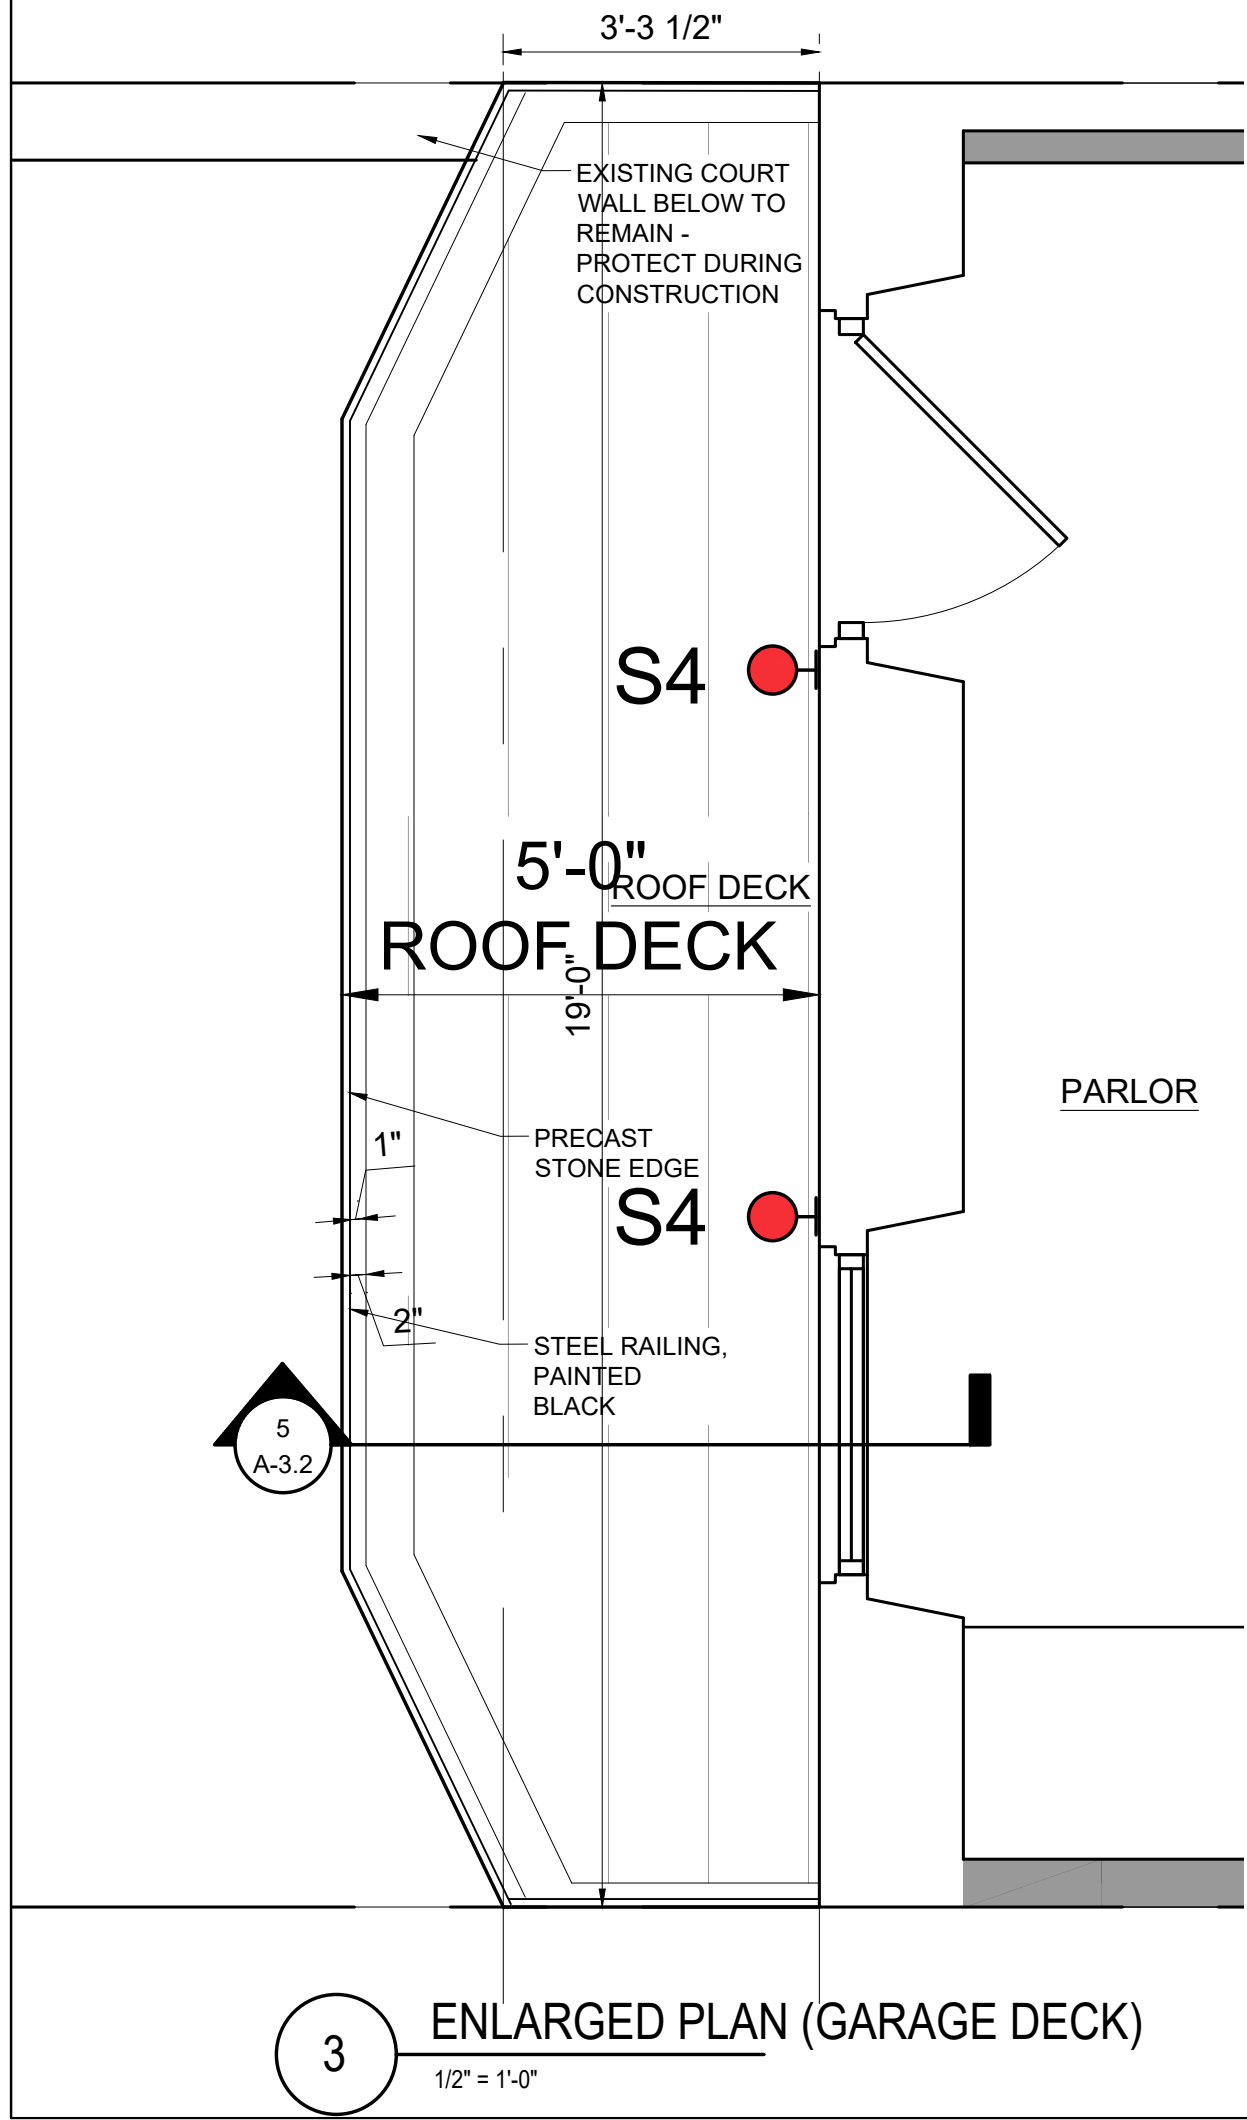 3'-3 1/2"
EXISTING COURT
WALL BELOW TO
REMAIN -
PROTECT DURING
CONSTRUCTION
S4
5'-0"
ROOF DECK
ROOF DECK
19'-0"
PARLOR
PRECAST
STONE EDGE
1"
S4
2"
STEEL RAILING,
PAINTED
BLACK
5
A-3.2
3
ENLARGED PLAN (GARAGE DECK)
1/2" = 1'-0"